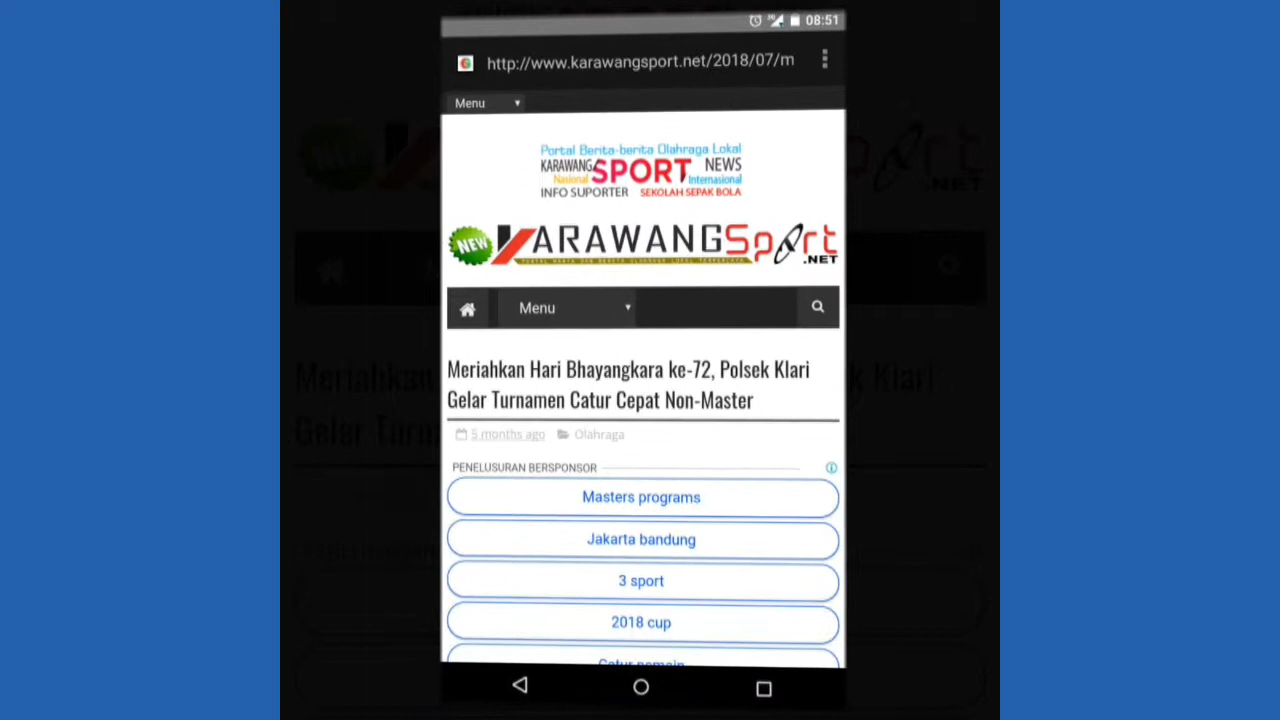 08:51
http://www.karawangsport.net/2018/07/m
Menu
Portal Berita-berita Olahraga Lokal
KARAWANG SPORT NEWS
Nasional Internasional
INFO SUPORTER SEKOLAH SEPAK BOLA
NEW KARAWANGSport
.NET
Menu
Meriahkan Hari Bhayangkara ke-72, Polsek Klari
Gelar Turnamen Catur Cepat Non-Master
5 months ago Olahraga
PENELUSURAN BERSPONSOR
Masters programs
Jakarta bandung
3 sport
2018 cup
Catur pemain